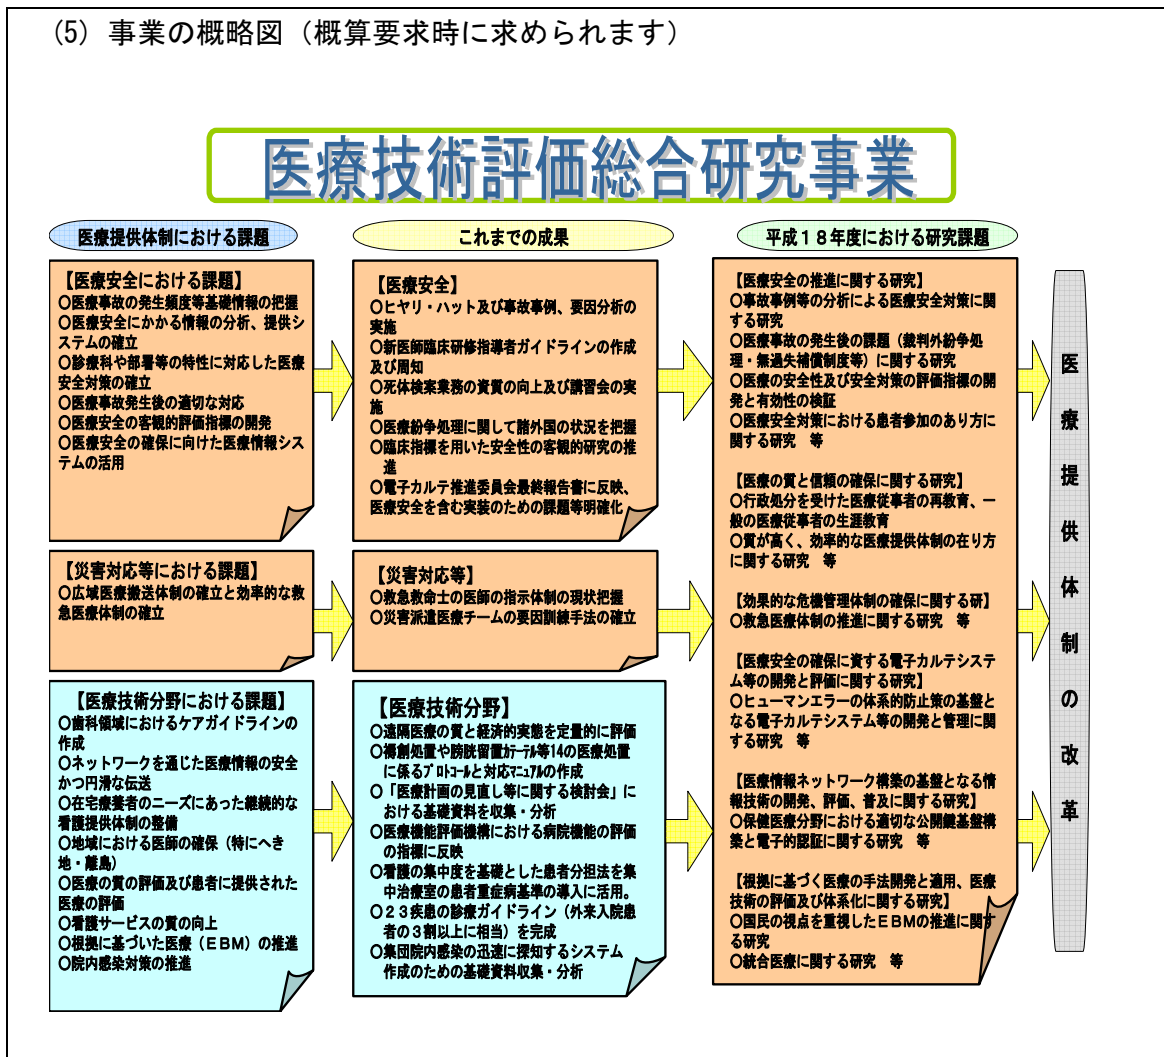 (5) 事業の概略図（概算要求時に求められます）
医療技術評価総合研究事業
医療提供体制における課題
【医療安全における課題】
○医療事故の発生頻度等基礎情報の把握
○医療安全にかかる情報の分析、提供シ
ステムの確立
○診療科や部署等の特性に対応した医療
安全対策の確立
○医療事故発生後の適切な対応
○医療安全の客観的評価指標の開発
○医療安全の確保に向けた医療情報シス
テムの活用
【災害対応等における課題】
○広域医療搬送体制の確立と効率的な救
急医療体制の確立
【医療技術分野における課題】
○歯科領域におけるケアガイドラインの
作成
○ネットワークを通じた医療情報の安全
かつ円滑な伝送
○在宅療養者のニーズにあった継続的な
看護提供体制の整備
○地域における医師の確保（特にへき
地・離島）
○医療の質の評価及び患者に提供された
医療の評価
○看護サービスの質の向上
○根拠に基づいた医療（ＥＢＭ）の推進
○院内感染対策の推進
これまでの成果
【医療安全】
○ヒヤリ・ハット及び事故事例、要因分析の
実施
○新医師臨床研修指導者ガイドラインの作成
及び周知
○死体検案業務の資質の向上及び講習会の実
施
○医療紛争処理に関して諸外国の状況を把握
○臨床指標を用いた安全性の客観的研究の推
進
○電子カルテ推進委員会最終報告書に反映、
医療安全を含む実装のための課題等明確化
【災害対応等】
○救急救命士の医師の指示体制の現状把握
○災害派遣医療チームの要因訓練手法の確立
【医療技術分野】
○遠隔医療の質と経済的実態を定量的に評価
○褥創処置や膀胱留置ｶﾃｰﾃﾙ等14の医療処置
に係るﾌﾟﾛﾄｺｰﾙと対応ﾏﾆｭｱﾙの作成
○「医療計画の見直し等に関する検討会」に
おける基礎資料を収集・分析
○医療機能評価機構における病院機能の評価
の指標に反映
○看護の集中度を基礎とした患者分担法を集
中治療室の患者重症病基準の導入に活用。
○２３疾患の診療ガイドライン（外来入院患
者の３割以上に相当）を完成
○集団院内感染の迅速に探知するシステム
作成のための基礎資料収集・分析
平成１８年度における研究課題
【医療安全の推進に関する研究】
○事故事例等の分析による医療安全対策に関
する研究
○医療事故の発生後の課題（裁判外紛争処
理・無過失補償制度等）に関する研究
○医療の安全性及び安全対策の評価指標の開
発と有効性の検証
○医療安全対策における患者参加のあり方に
関する研究　等
【医療の質と信頼の確保に関する研究】
○行政処分を受けた医療従事者の再教育、一
般の医療従事者の生涯教育
○質が高く、効率的な医療提供体制の在り方
に関する研究　等
【効果的な危機管理体制の確保に関する研】
○救急医療体制の推進に関する研究　等
【医療安全の確保に資する電子カルテシステ
ム等の開発と評価に関する研究】
○ヒューマンエラーの体系的防止策の基盤と
なる電子カルテシステム等の開発と管理に関
する研究　等
【医療情報ネットワーク構築の基盤となる情
報技術の開発、評価、普及に関する研究】
○保健医療分野における適切な公開鍵基盤構
築と電子的認証に関する研究　等
【根拠に基づく医療の手法開発と適用、医療
技術の評価及び体系化に関する研究】
○国民の視点を重視したＥＢＭの推進に関す
る研究
○統合医療に関する研究　等
医療提供体制の改革